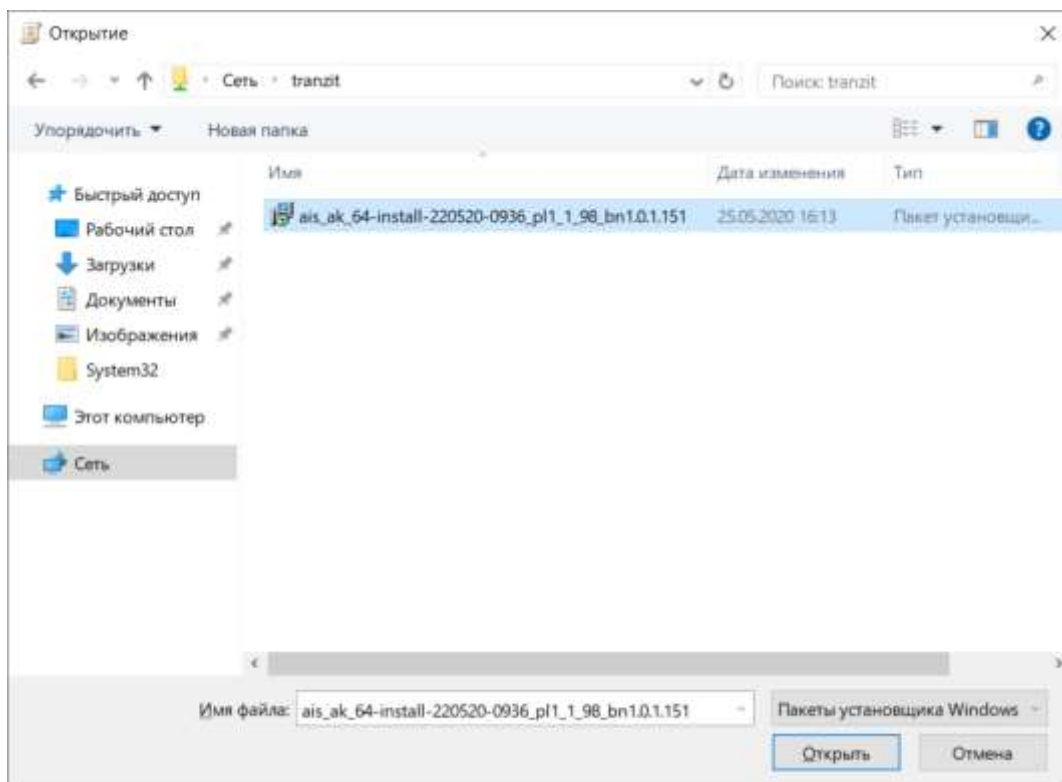 Открытие
Сеть tranzit
Поиск: tranzit
Упорядочить Новая папка
Имя Дата изменения Тип
Быстрый доступ
ais_ak_64-install-220520-0936_pl1_1_98_bn1.0.1.151 25.05.2020 16:13 Пакет установщи...
Рабочий стол
Загрузки
Документы
Изображения
System32
Этот компьютер
Сеть
Имя файла: ais_ak_64-install-220520-0936_pl1_1_98_bn1.0.1.151 Пакеты установщика Windows
Открыть Отмена